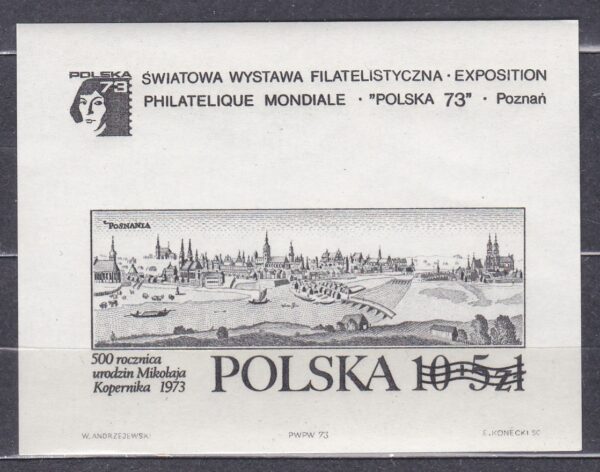 POLSKA
73
ŚWIATOWA WYSTAWA FILATELISTYCZNA · EXPOSITION
PHILATELIQUE MONDIALE · "POLSKA 73" · Poznań
POSNANIA
500 rocznica
urodzin Mikołaja
Kopernika 1973
POLSKA 10+5 zł
W. ANDRZEJEWSKI PWPW 73 E. KONECKI SC.